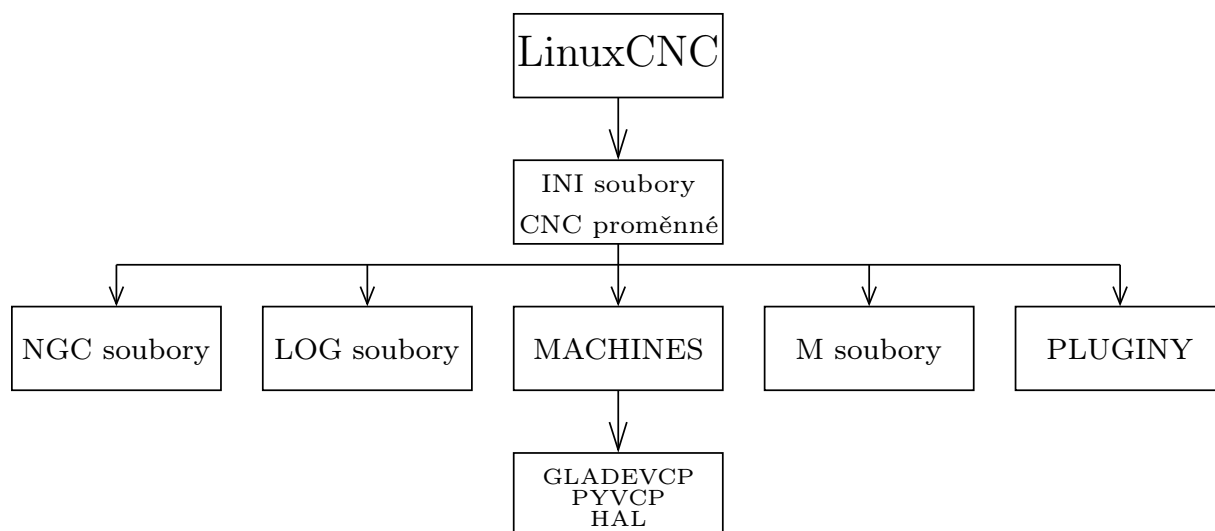 LinuxCNC
INI soubory
CNC proměnné
NGC soubory
LOG soubory
MACHINES
M soubory
PLUGINY
GLADEVCP
PYVCP
HAL